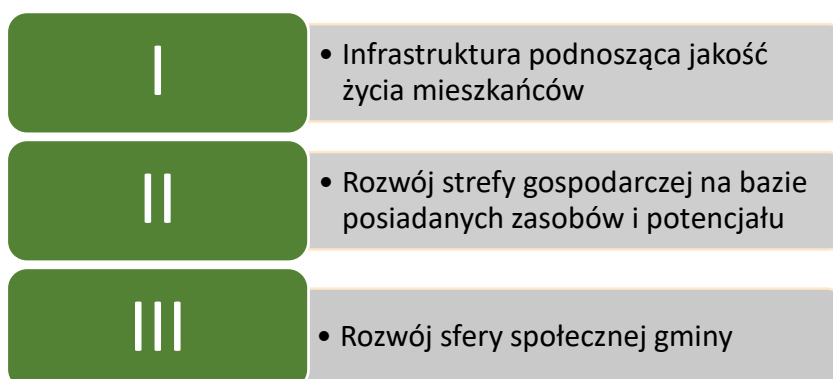 I
• Infrastruktura podnosząca jakość
życia mieszkańców
II
• Rozwój strefy gospodarczej na bazie
posiadanych zasobów i potencjału
III
• Rozwój sfery społecznej gminy